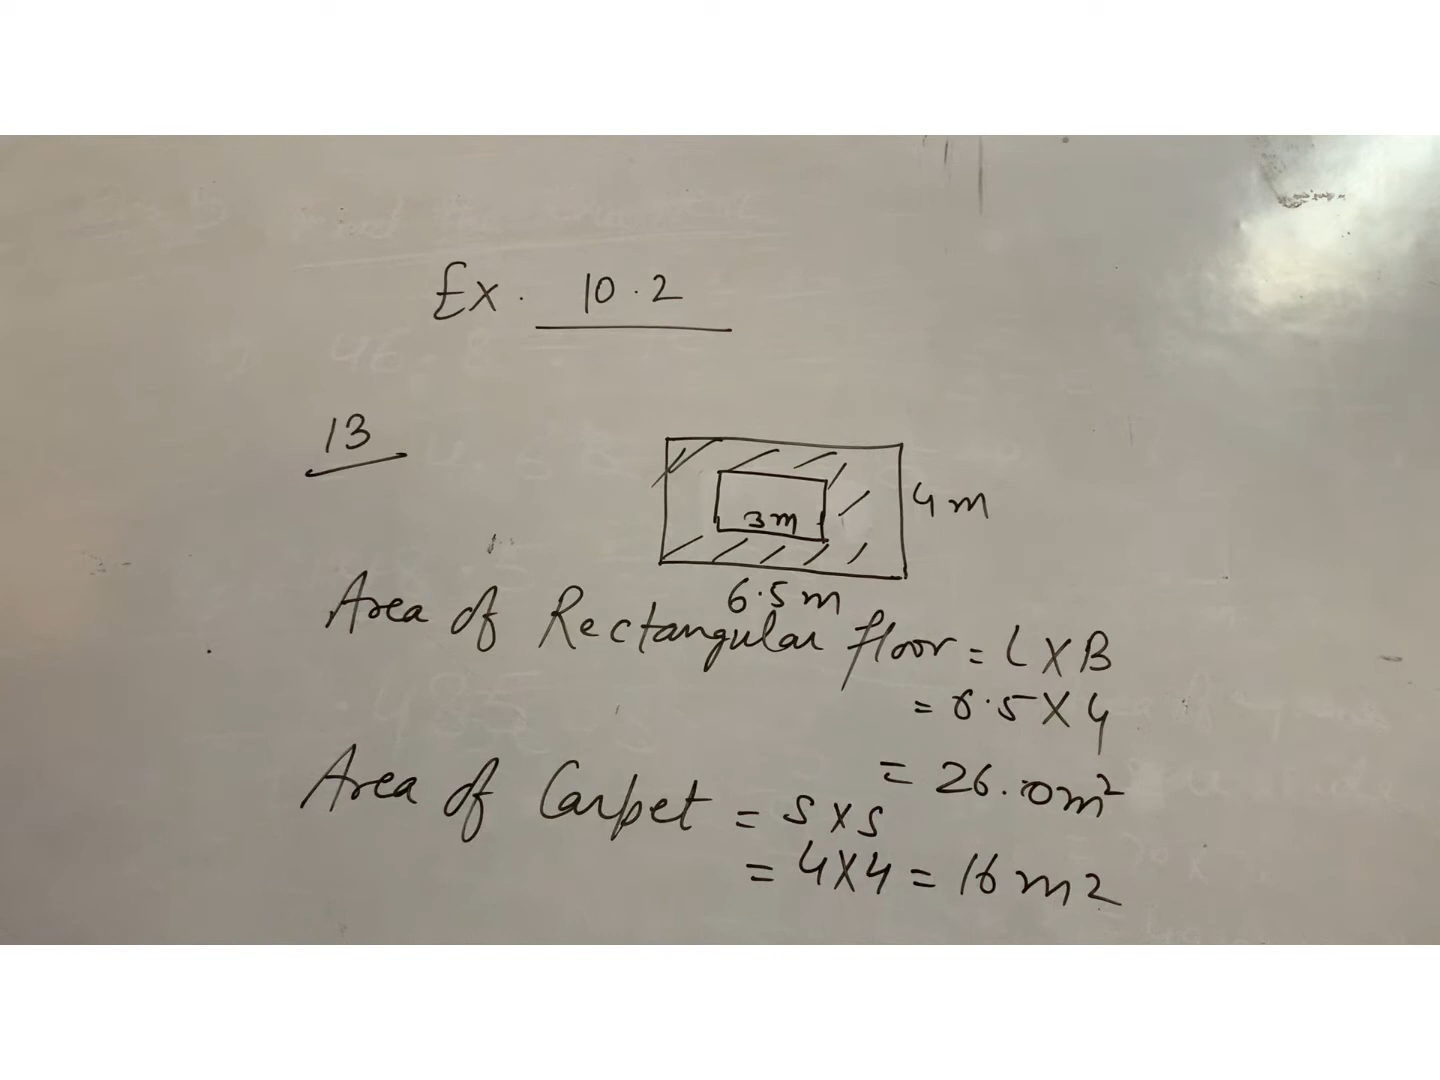 Ex. 10.2
13
4m
3m
6.5m
Area of Rectangular floor = L X B
= 6.5 X 4
= 26.0m²
Area of Carpet = S X S
= 4X4 = 16 m2